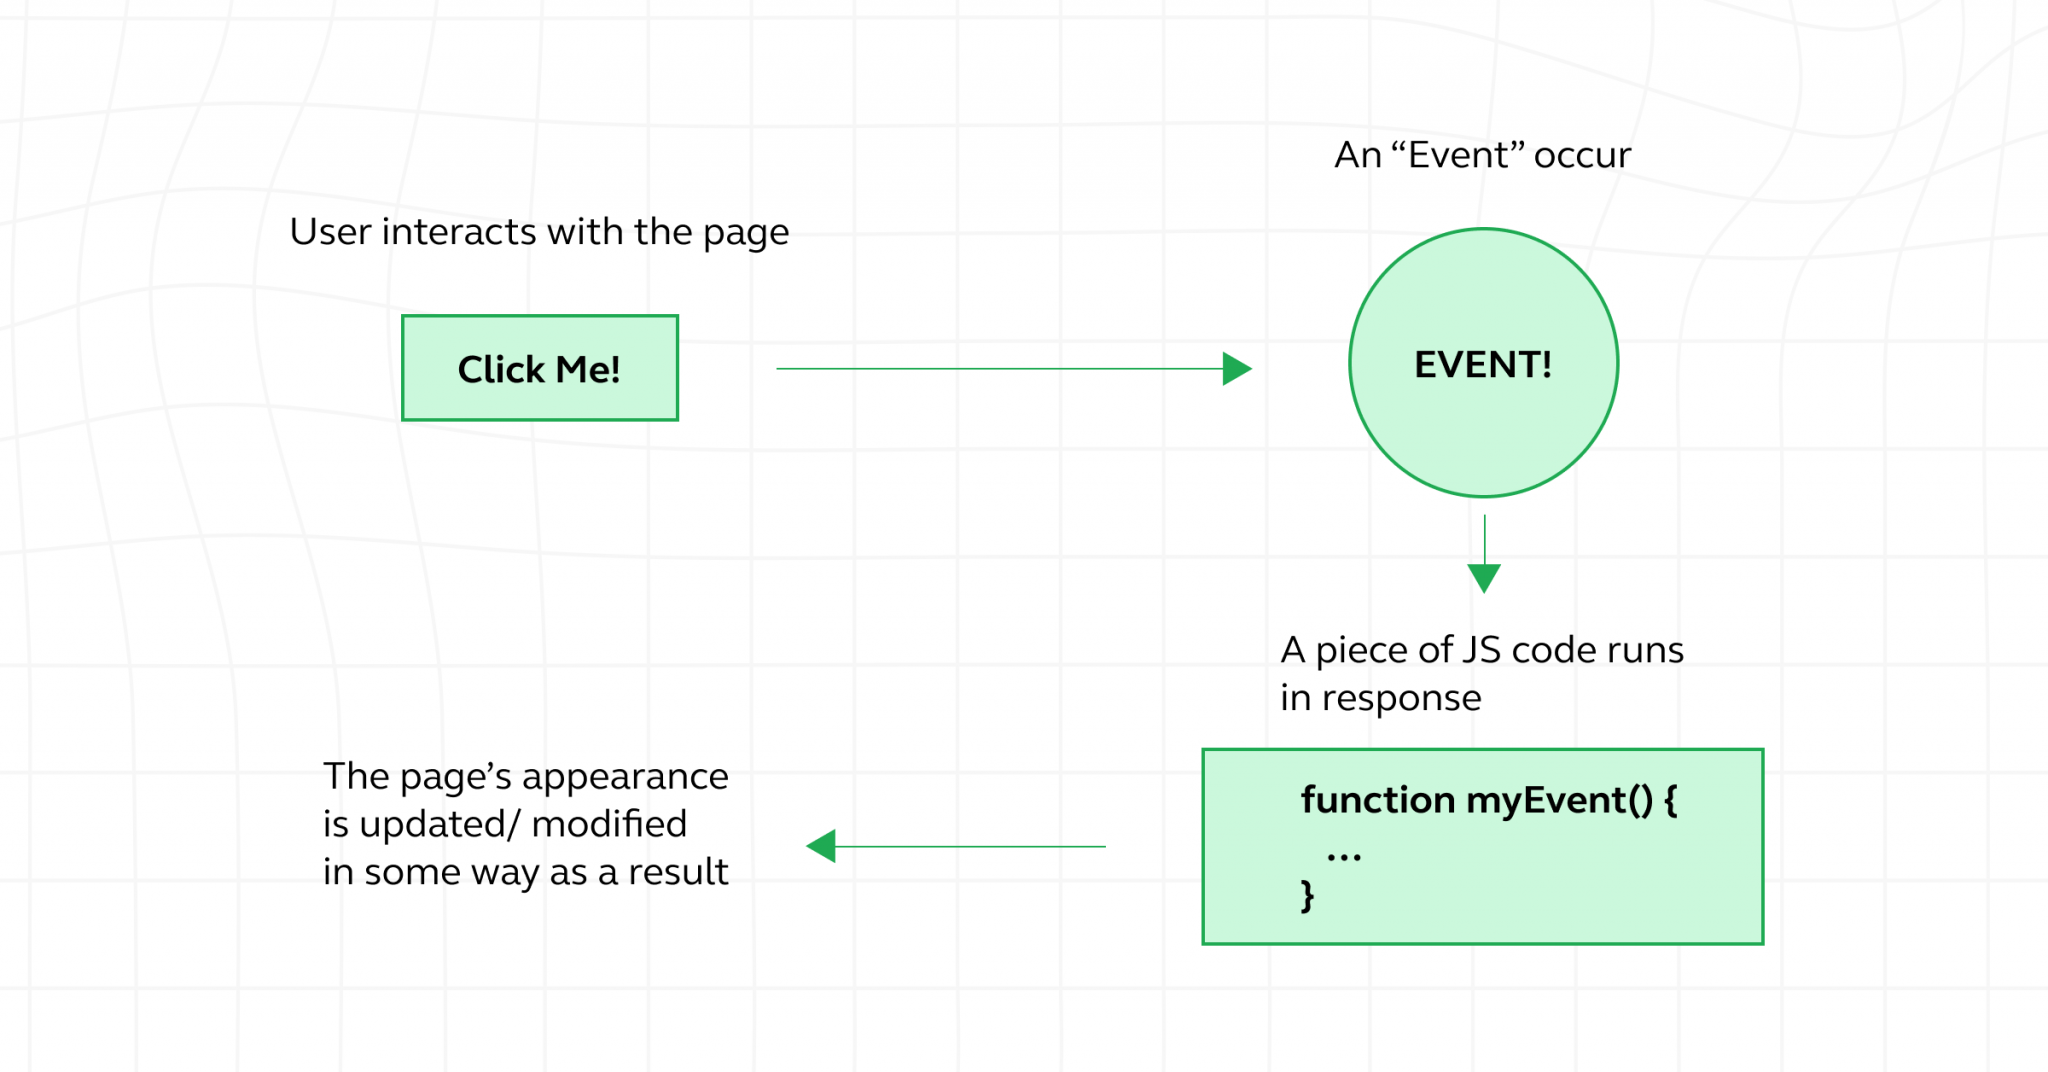 User interacts with the page
Click Me!
An “Event” occur
EVENT!
A piece of JS code runs
in response
function myEvent() {
...
}
The page’s appearance
is updated/ modified
in some way as a result